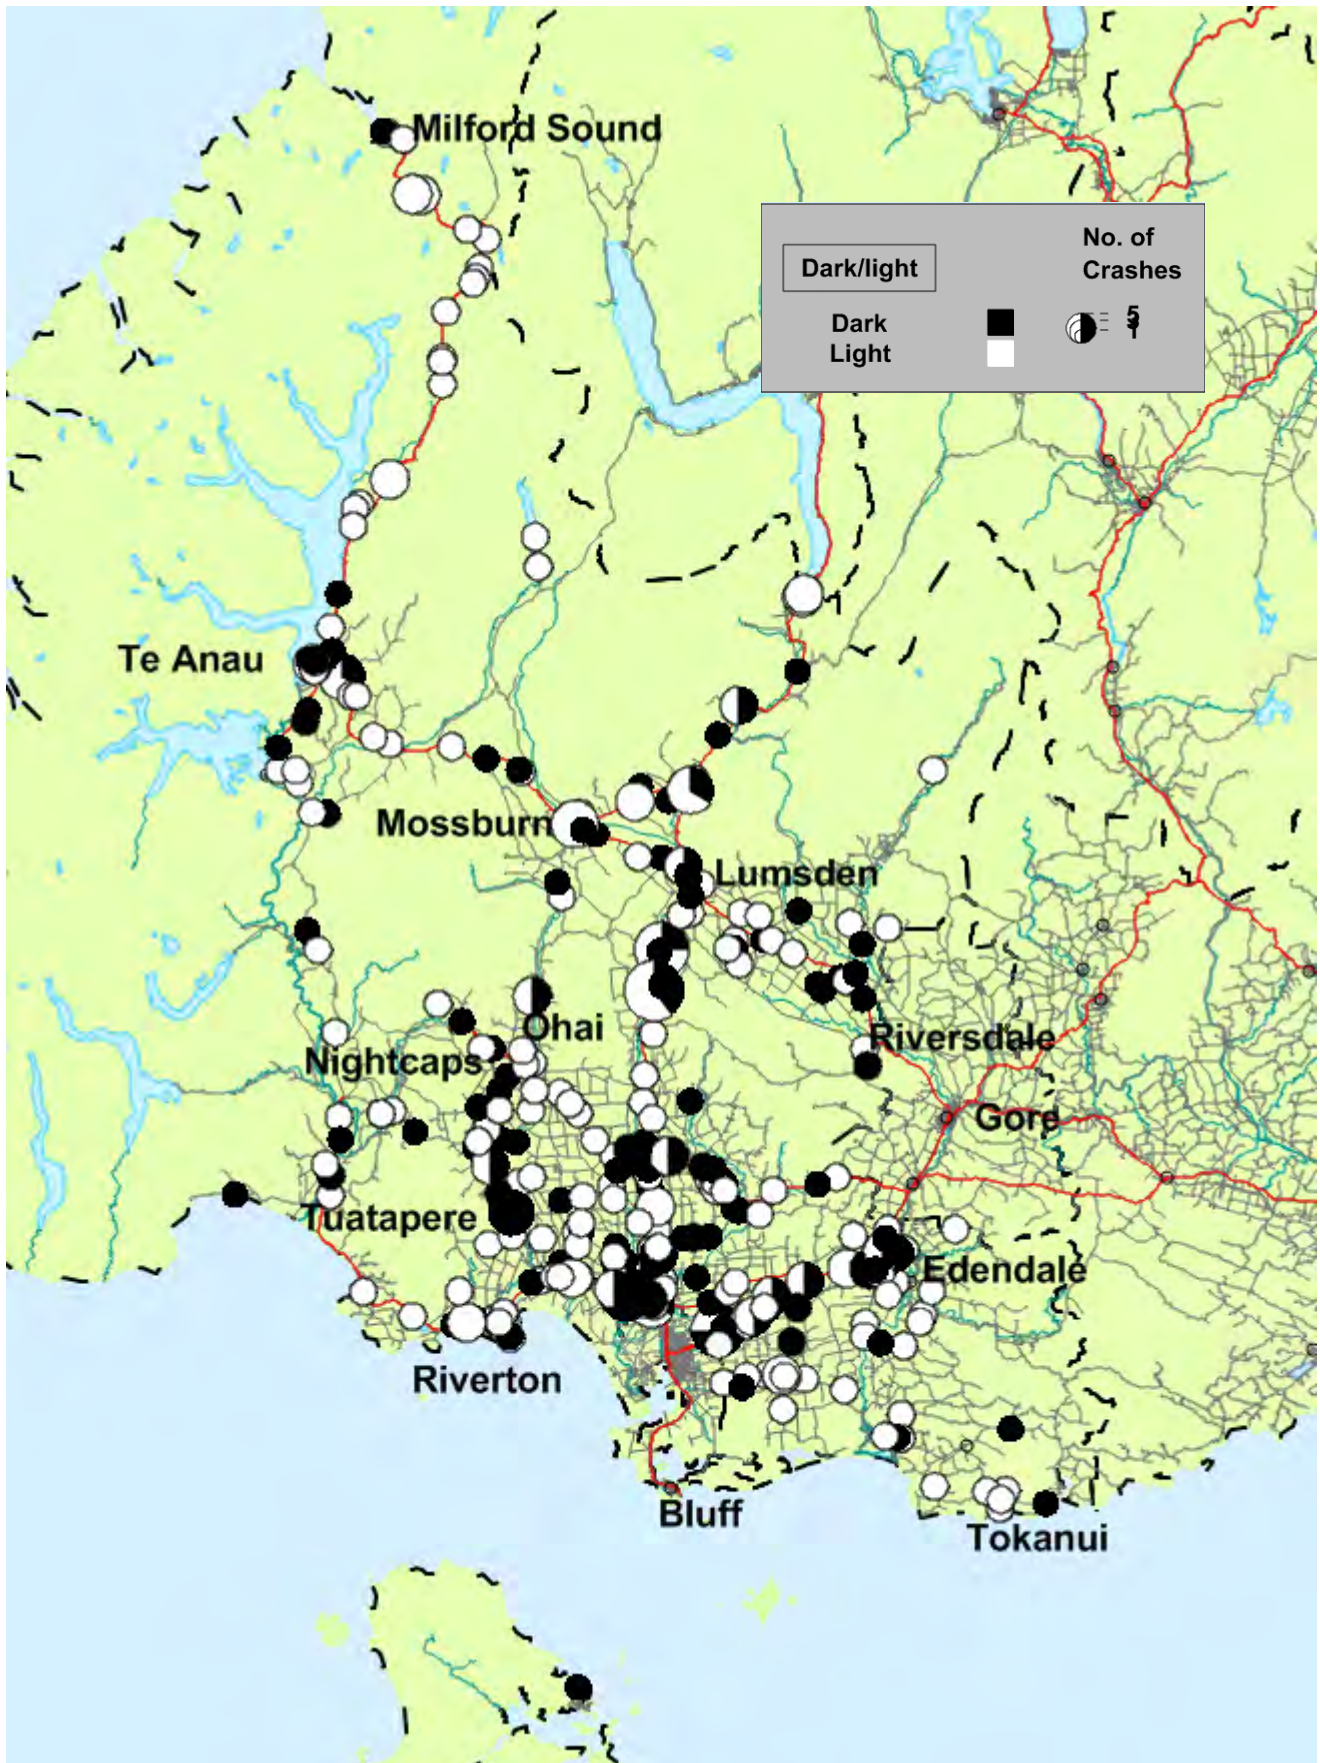 Milford Sound
No. of
Crashes
Dark/light
Dark
Light
5
3
1
Te Anau
Mossburn
Lumsden
Ohai
Riversdale
Nightcaps
Gore
Tuatapere
Edendale
Riverton
Bluff
Tokanui